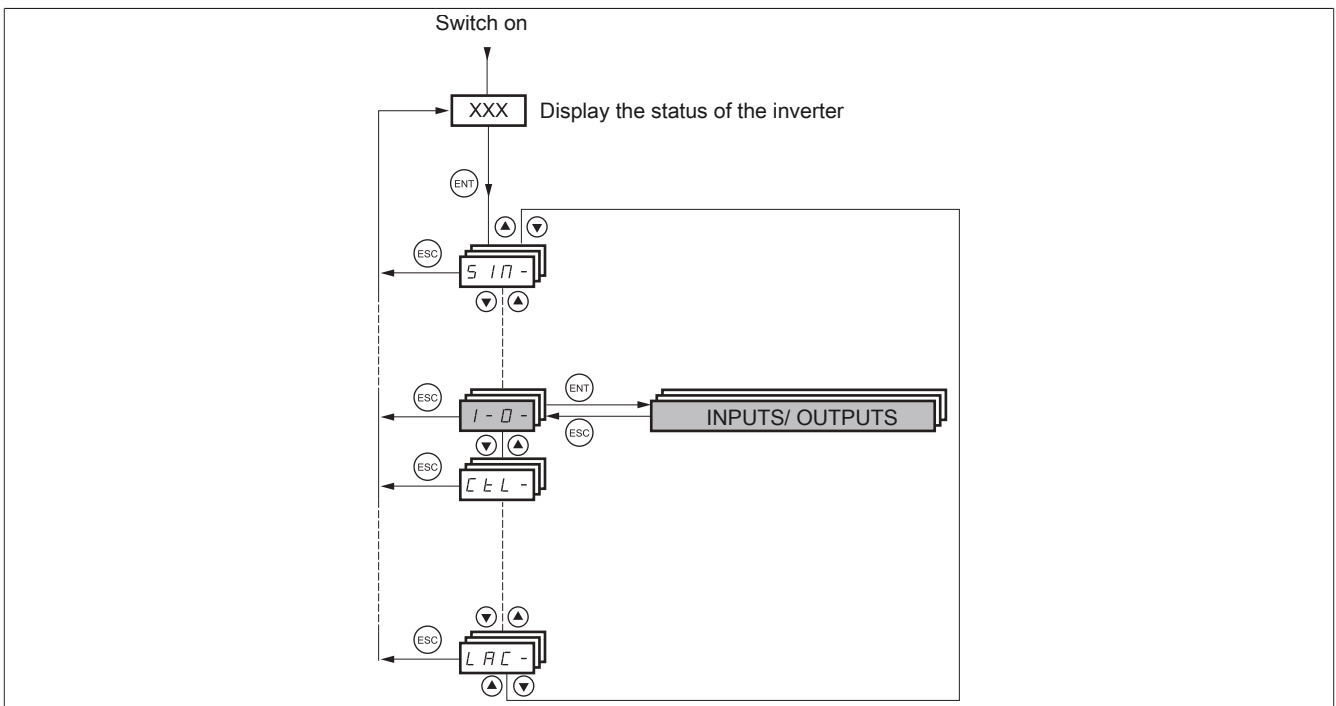 Switch on
XXX Display the status of the inverter
ENT
ESC
SIM-
ESC
ENT
I-O-
INPUTS/ OUTPUTS
ESC
ESC
CtL-
ESC
LAC-